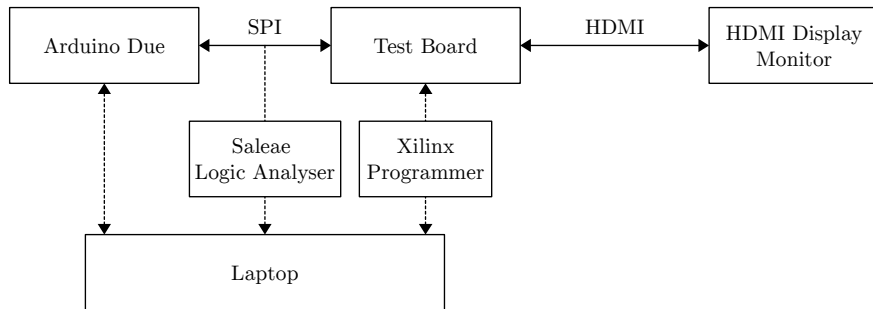 Arduino Due
SPI
Test Board
HDMI
HDMI Display
Monitor
Saleae
Logic Analyser
Xilinx
Programmer
Laptop